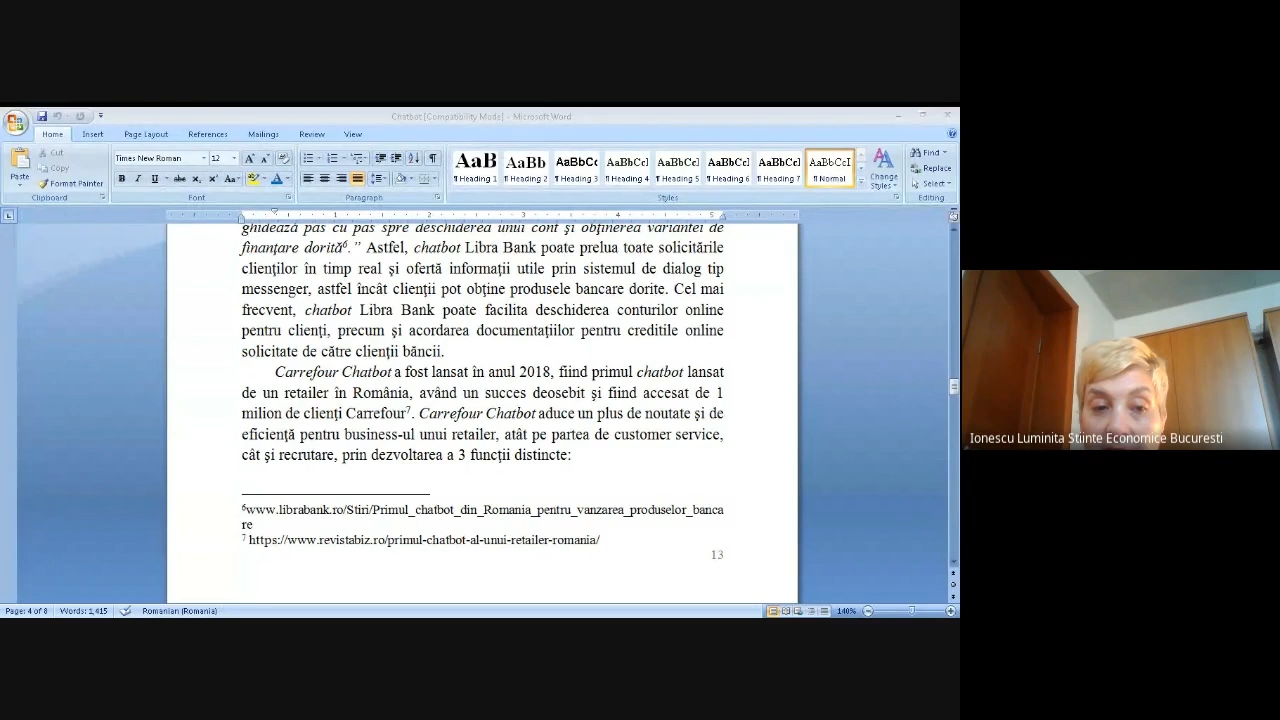 Chatbot [Compatibility Mode] - Microsoft Word
Home Insert Page Layout References Mailings Review View
Paste
Cut
Copy
Format Painter
Clipboard
Times New Roman 12
Font
Paragraph
AaB AaBb AaBbCc AaBbCcI AaBbCcI AaBbCcI AaBbCcI AaBbCcI
¶ Heading 1 ¶ Heading 2 ¶ Heading 3 ¶ Heading 4 ¶ Heading 5 ¶ Heading 6 ¶ Heading 7 ¶ Normal
Change Styles
Styles
Find
Replace
Select
Editing
ghidează pas cu pas spre deschiderea unui cont şi obţinerea variantei de
finanţare dorită⁶.” Astfel, chatbot Libra Bank poate prelua toate solicitările
clienţilor în timp real şi ofertă informaţii utile prin sistemul de dialog tip
messenger, astfel încât clienţii pot obţine produsele bancare dorite. Cel mai
frecvent, chatbot Libra Bank poate facilita deschiderea conturilor online
pentru clienţi, precum şi acordarea documentaţiilor pentru creditile online
solicitate de către clienţii băncii.
Carrefour Chatbot a fost lansat în anul 2018, fiind primul chatbot lansat
de un retailer în România, având un succes deosebit şi fiind accesat de 1
milion de clienţi Carrefour⁷. Carrefour Chatbot aduce un plus de noutate şi de
eficienţă pentru business-ul unui retailer, atât pe partea de customer service,
cât şi recrutare, prin dezvoltarea a 3 funcţii distincte:
⁶www.librabank.ro/Stiri/Primul_chatbot_din_Romania_pentru_vanzarea_produselor_banca
re
⁷ https://www.revistabiz.ro/primul-chatbot-al-unui-retailer-romania/
13
Page: 4 of 8 Words: 1,415 Romanian (Romania) 140%
Ionescu Luminita Stiinte Economice Bucuresti